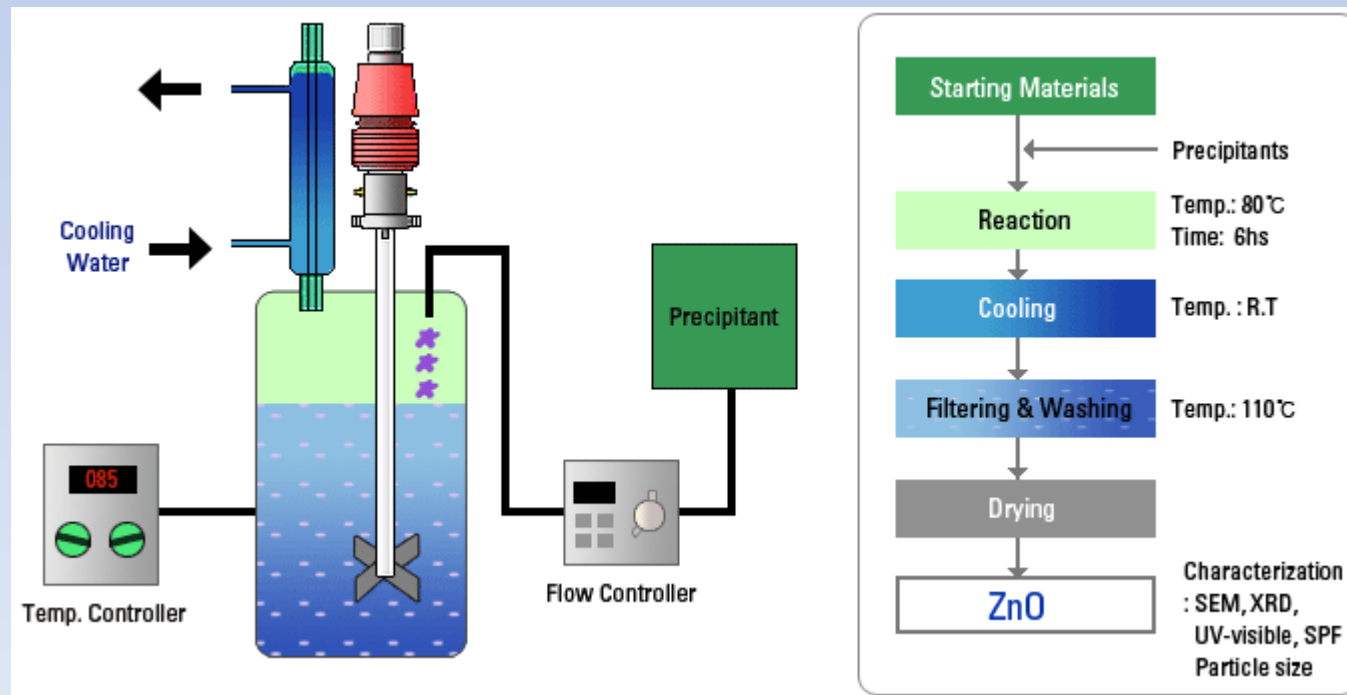 Cooling
Water
Precipitant
085
Temp. Controller
Flow Controller
Starting Materials
Precipitants
Reaction
Temp.: 80℃
Time: 6hs
Cooling
Temp. : R.T
Filtering & Washing
Temp.: 110℃
Drying
ZnO
Characterization
: SEM, XRD,
UV-visible, SPF
Particle size